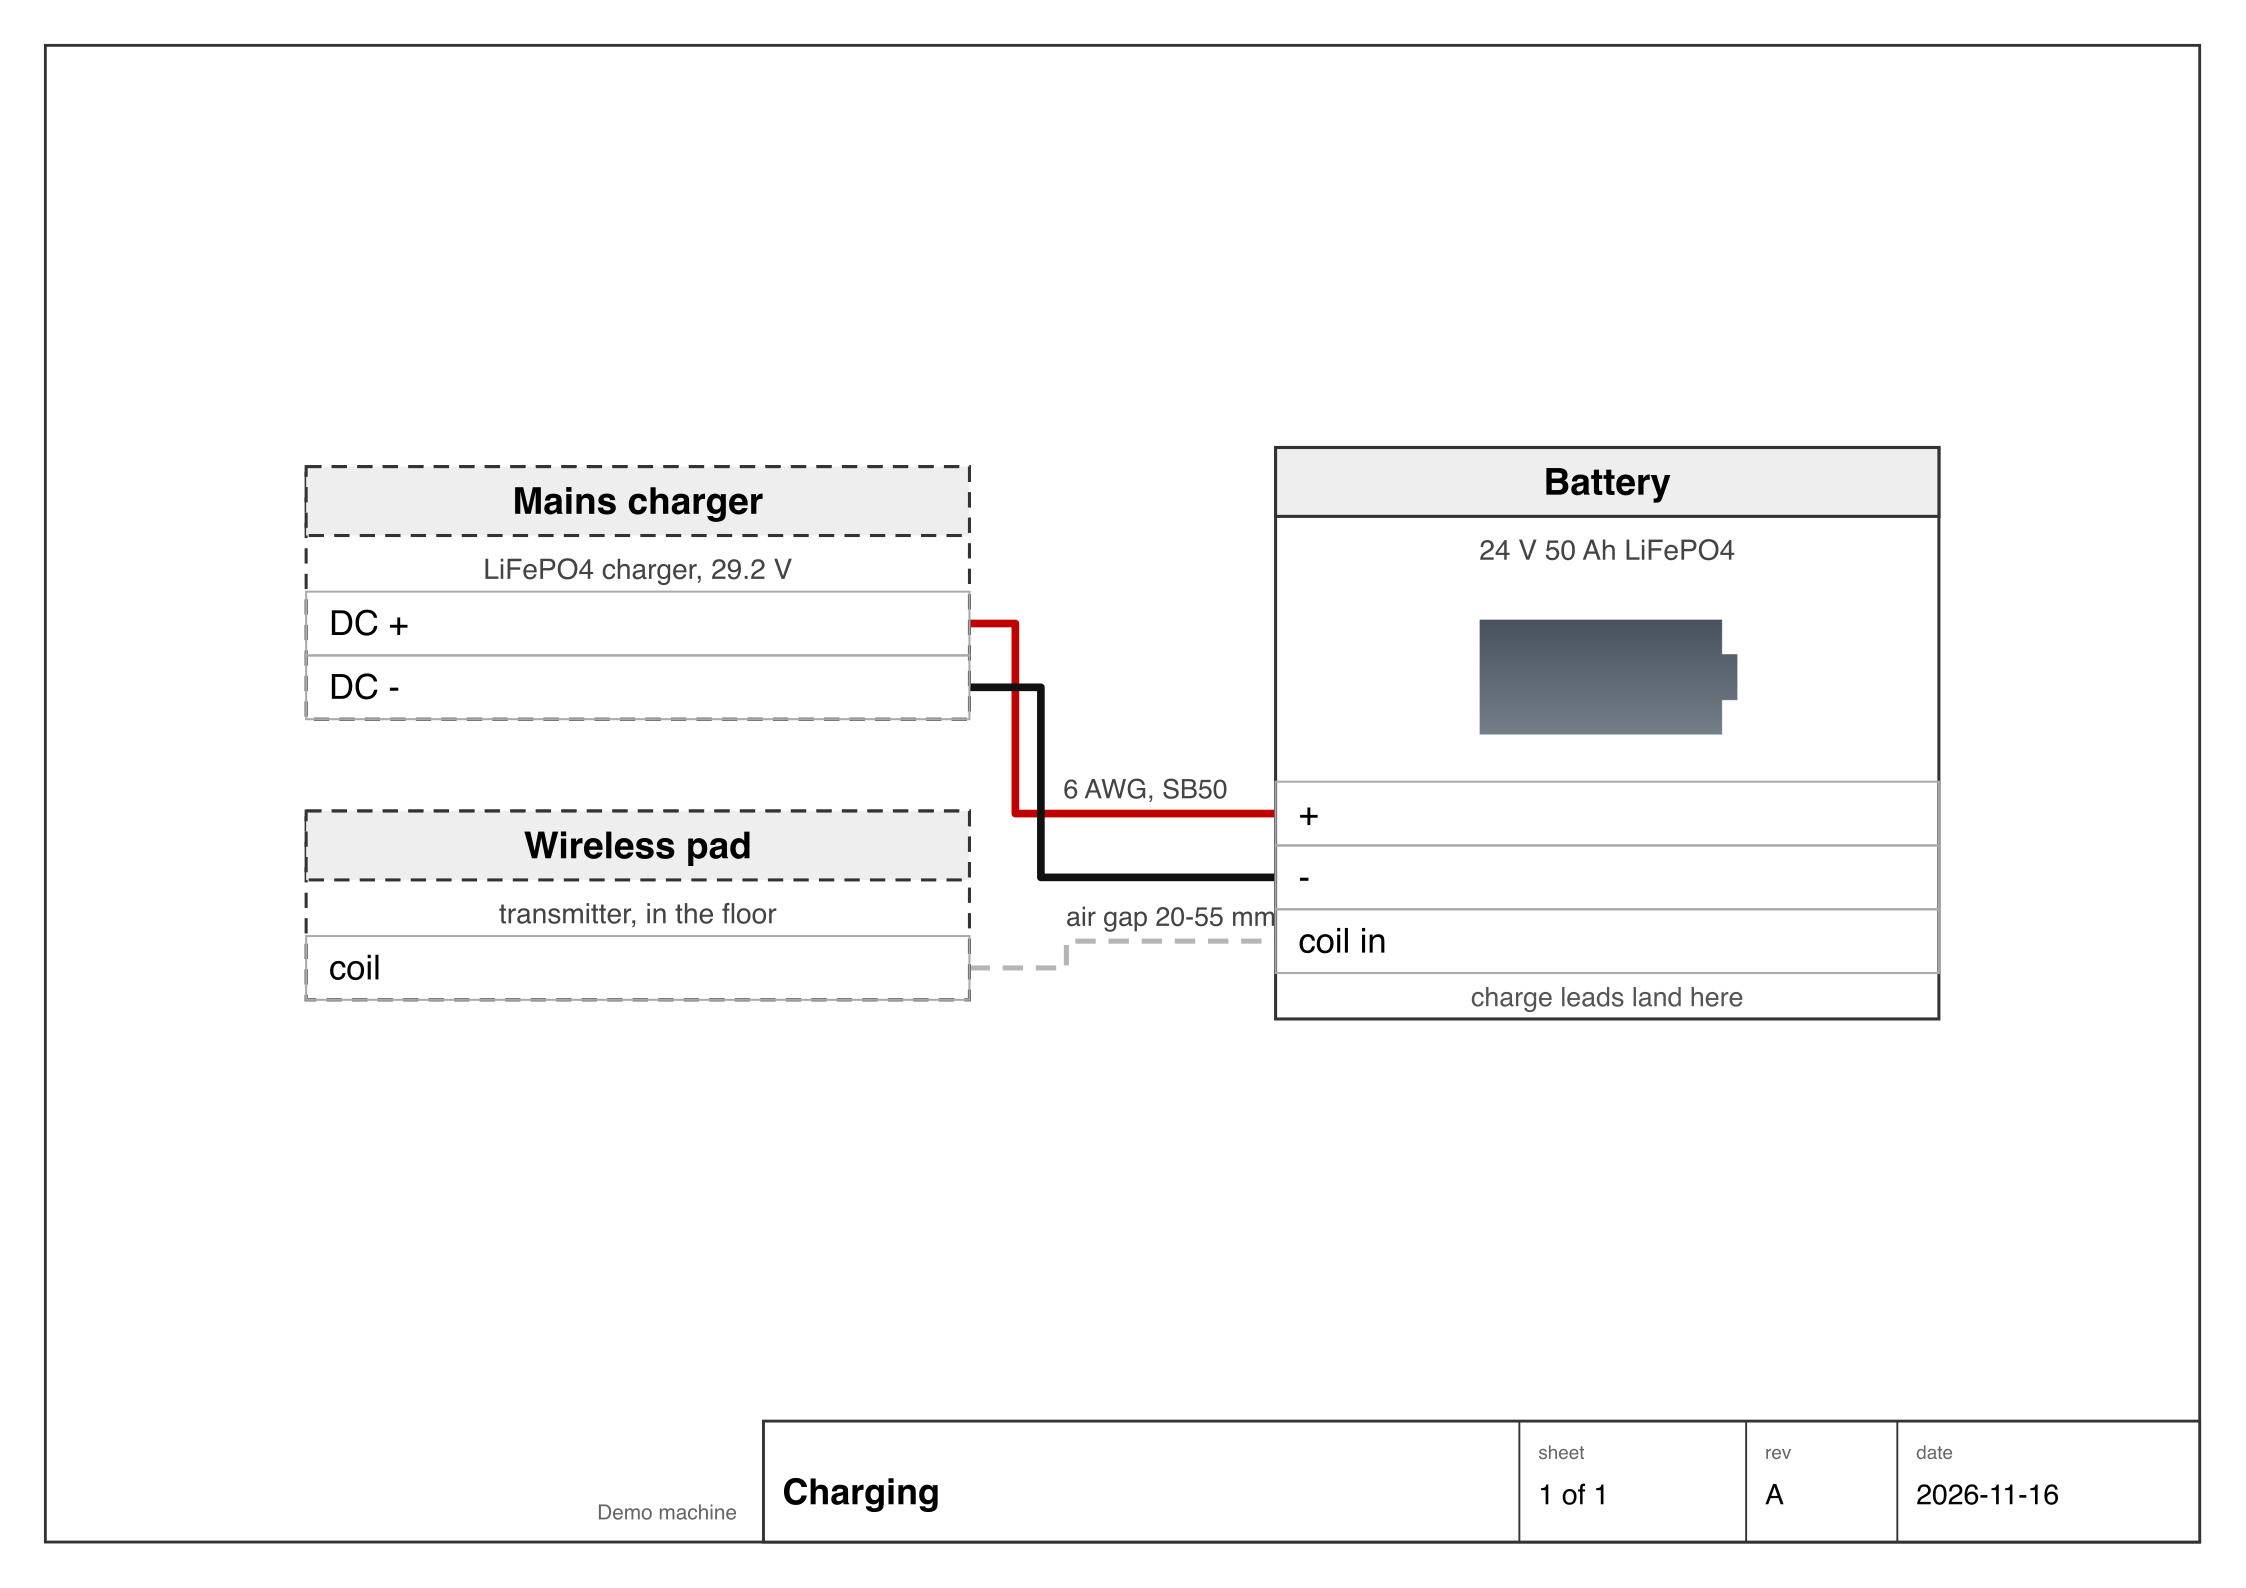 Mains charger
LiFePO4 charger, 29.2 V
DC +
DC -
Wireless pad
transmitter, in the floor
coil
6 AWG, SB50
air gap 20-55 mm
Battery
24 V 50 Ah LiFePO4
+
-
coil in
charge leads land here
Demo machine
Charging
sheet
1 of 1
rev
A
date
2026-11-16